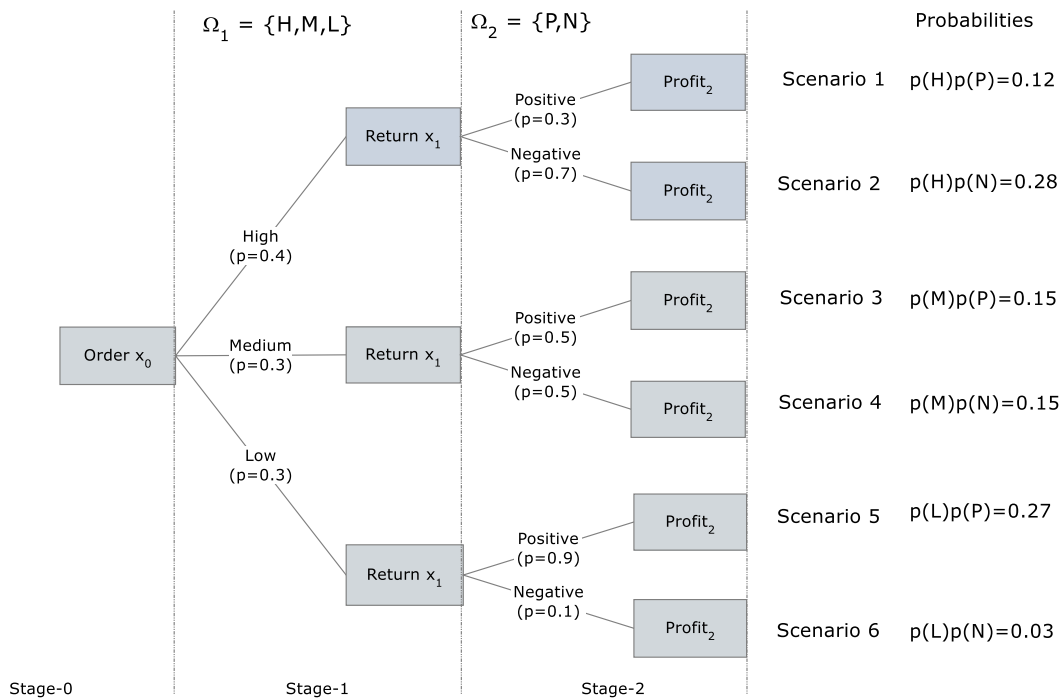 Ω₁ = {H,M,L}
Ω₂ = {P,N}
Probabilities
Order x₀
High
(p=0.4)
Medium
(p=0.3)
Low
(p=0.3)
Return x₁
Positive
(p=0.3)
Negative
(p=0.7)
Profit₂
Scenario 1
p(H)p(P)=0.12
Profit₂
Scenario 2
p(H)p(N)=0.28
Return x₁
Positive
(p=0.5)
Negative
(p=0.5)
Profit₂
Scenario 3
p(M)p(P)=0.15
Profit₂
Scenario 4
p(M)p(N)=0.15
Return x₁
Positive
(p=0.9)
Negative
(p=0.1)
Profit₂
Scenario 5
p(L)p(P)=0.27
Profit₂
Scenario 6
p(L)p(N)=0.03
Stage-0
Stage-1
Stage-2